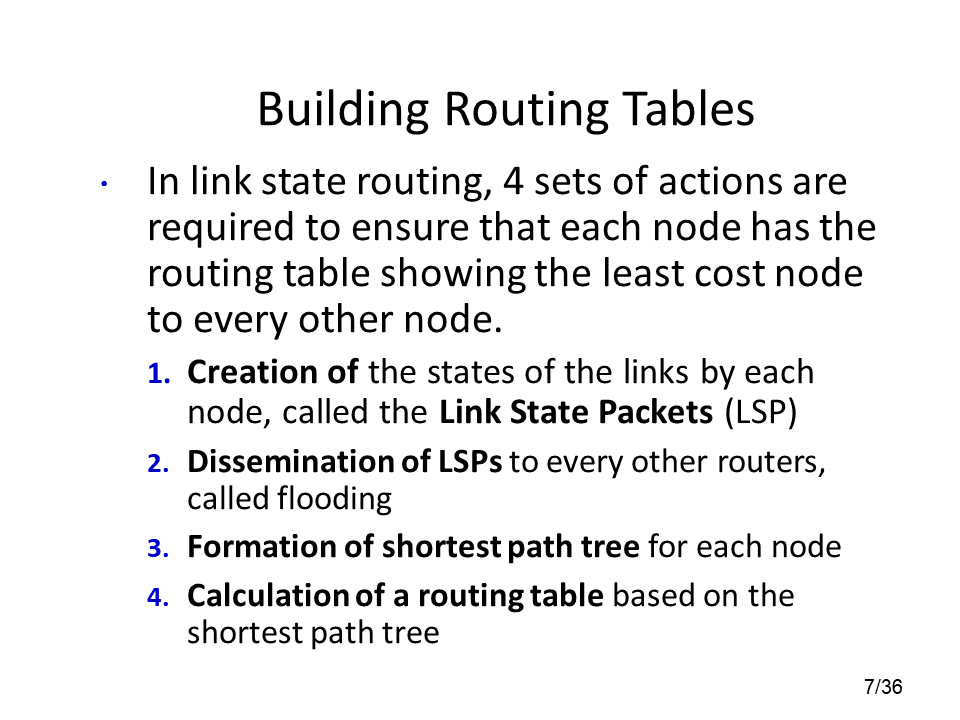 Building Routing Tables
• In link state routing, 4 sets of actions are
required to ensure that each node has the
routing table showing the least cost node
to every other node.
1. Creation of the states of the links by each
node, called the Link State Packets (LSP)
2. Dissemination of LSPs to every other routers,
called flooding
3. Formation of shortest path tree for each node
4. Calculation of a routing table based on the
shortest path tree
7/36